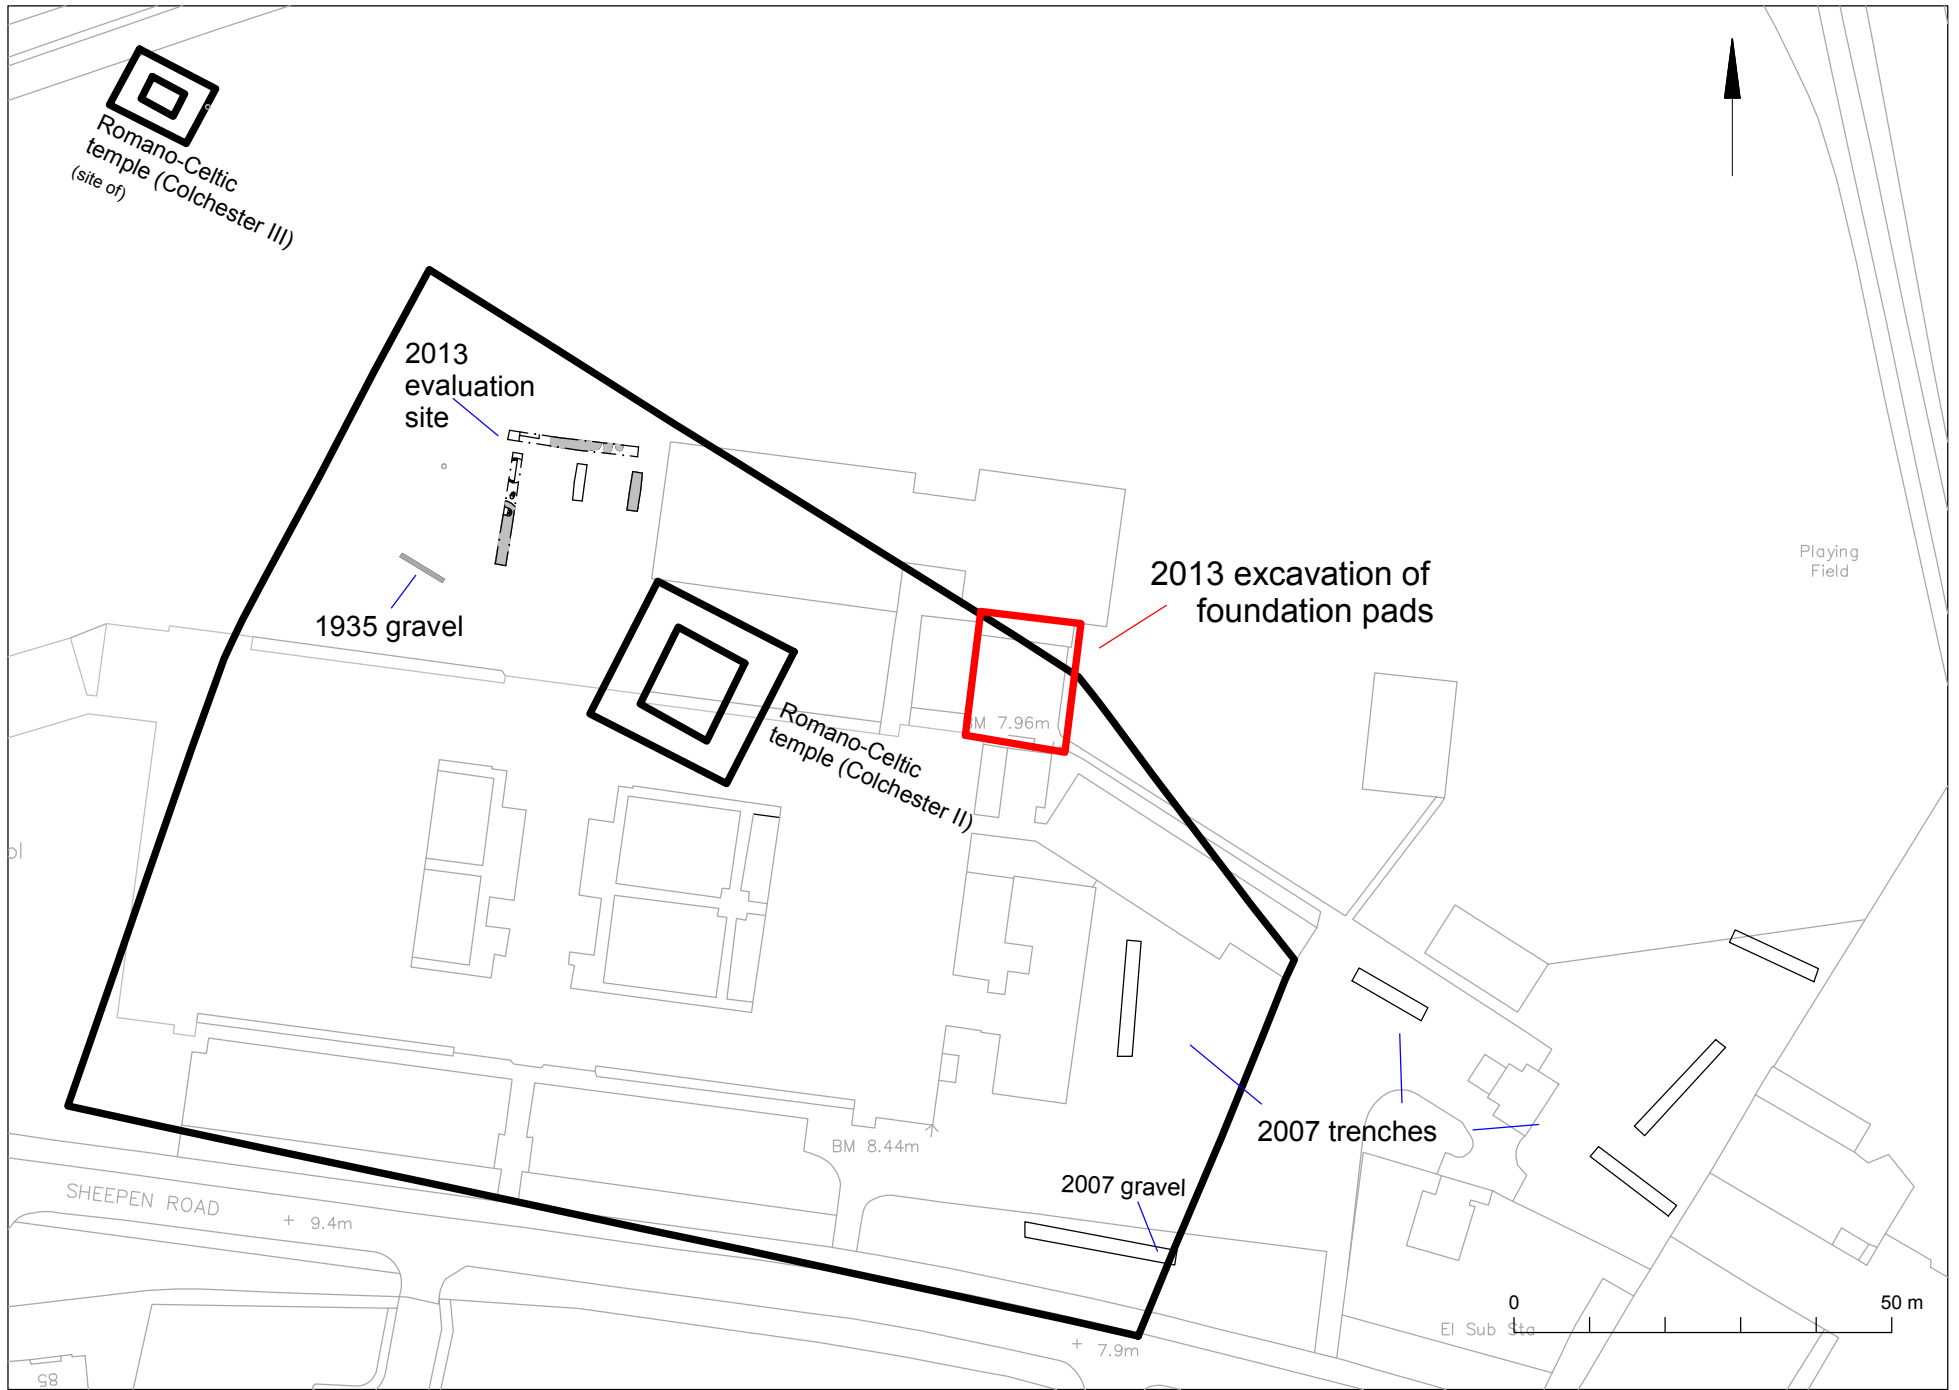 Romano-Celtic
temple (Colchester III)
(site of)
2013
evaluation
site
1935 gravel
2013 excavation of
foundation pads
Playing
Field
7.96m
Romano-Celtic
temple (Colchester II)
BM 8.44m
2007 trenches
2007 gravel
SHEEPEN ROAD
+ 9.4m
+ 7.9m
El Sub Sta
0
50 m
85